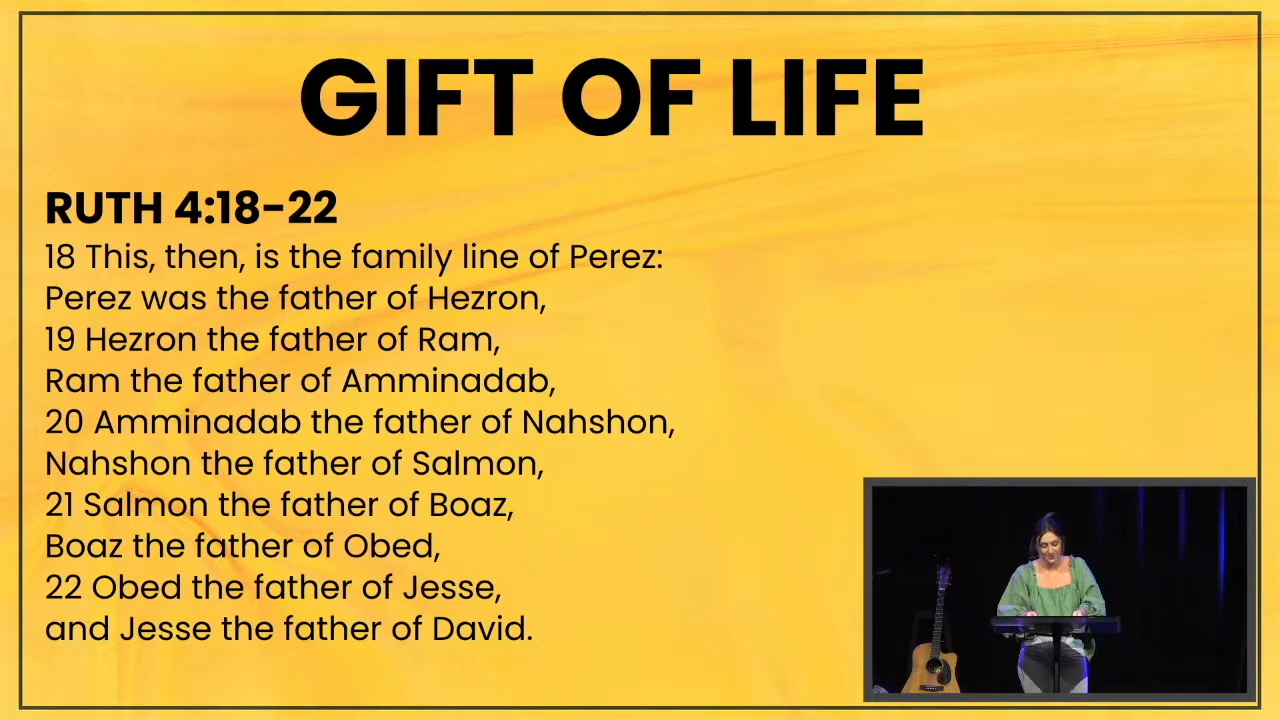 GIFT OF LIFE
RUTH 4:18-22
18 This, then, is the family line of Perez:
Perez was the father of Hezron,
19 Hezron the father of Ram,
Ram the father of Amminadab,
20 Amminadab the father of Nahshon,
Nahshon the father of Salmon,
21 Salmon the father of Boaz,
Boaz the father of Obed,
22 Obed the father of Jesse,
and Jesse the father of David.